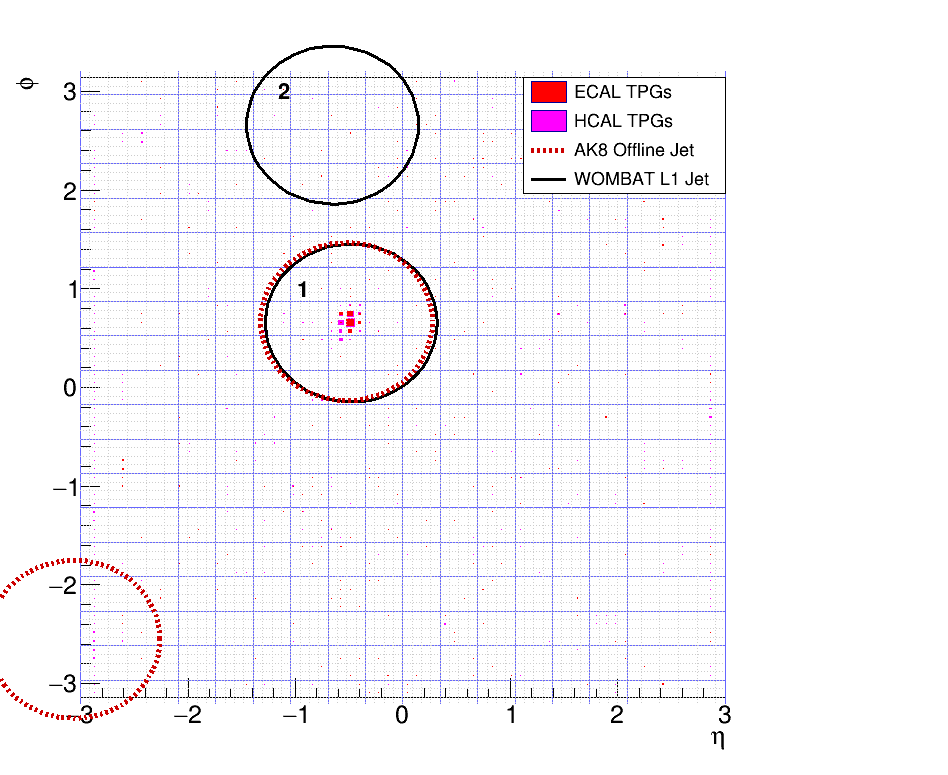 ϕ
3
2
1
0
−1
−2
−3
2
1
ECAL TPGs
HCAL TPGs
AK8 Offline Jet
WOMBAT L1 Jet
−3 −2 −1 0 1 2 3
η